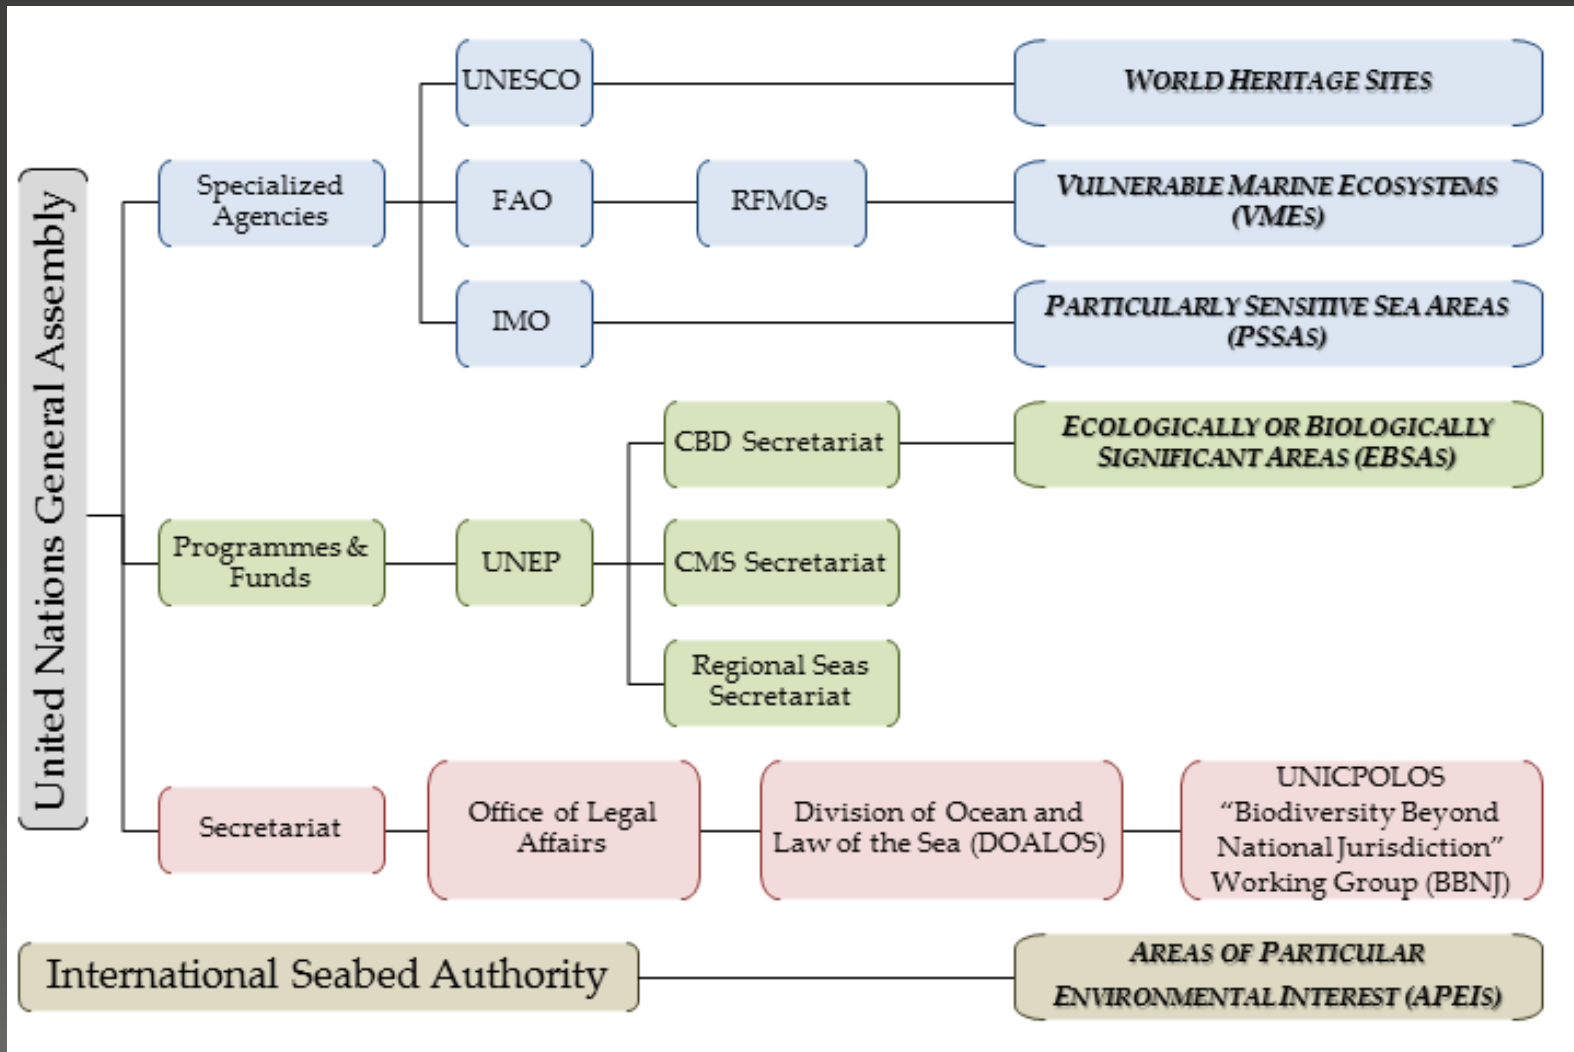 United Nations General Assembly
Specialized
Agencies
UNESCO
WORLD HERITAGE SITES
FAO
RFMOs
VULNERABLE MARINE ECOSYSTEMS
(VMES)
IMO
PARTICULARLY SENSITIVE SEA AREAS
(PSSAS)
Programmes &
Funds
UNEP
CBD Secretariat
ECOLOGICALLY OR BIOLOGICALLY
SIGNIFICANT AREAS (EBSAS)
CMS Secretariat
Regional Seas
Secretariat
Secretariat
Office of Legal
Affairs
Division of Ocean and
Law of the Sea (DOALOS)
UNICPOLOS
“Biodiversity Beyond
National Jurisdiction”
Working Group (BBNJ)
International Seabed Authority
AREAS OF PARTICULAR
ENVIRONMENTAL INTEREST (APEIS)